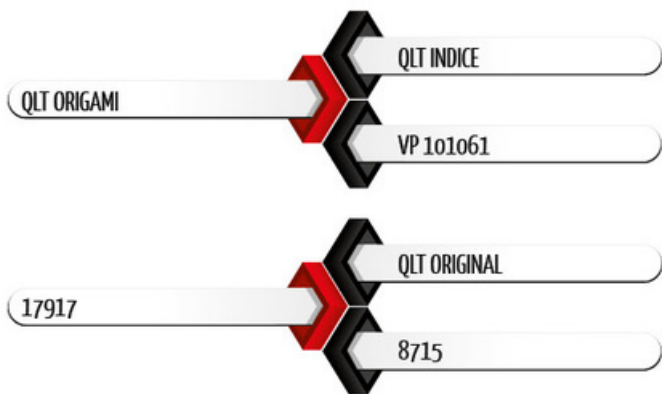 QLT INDICE
QLT ORIGAMI
VP 101061
QLT ORIGINAL
17917
8715